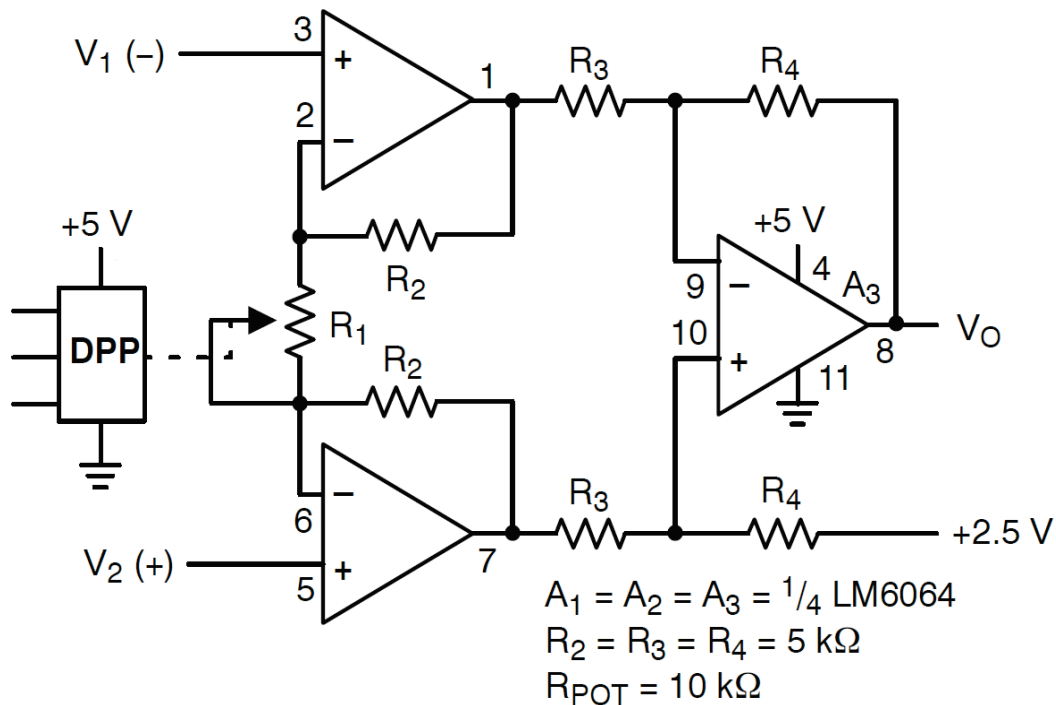 V1 (–)
3
+
1
R3
R4
2
–
+5 V
R2
+5 V
4
A3
9
–
DPP
R1
10
+
8
VO
R2
11
–
6
R3
R4
7
+2.5 V
V2 (+)
5
+
A1 = A2 = A3 = 1/4 LM6064
R2 = R3 = R4 = 5 kΩ
RPOT = 10 kΩ